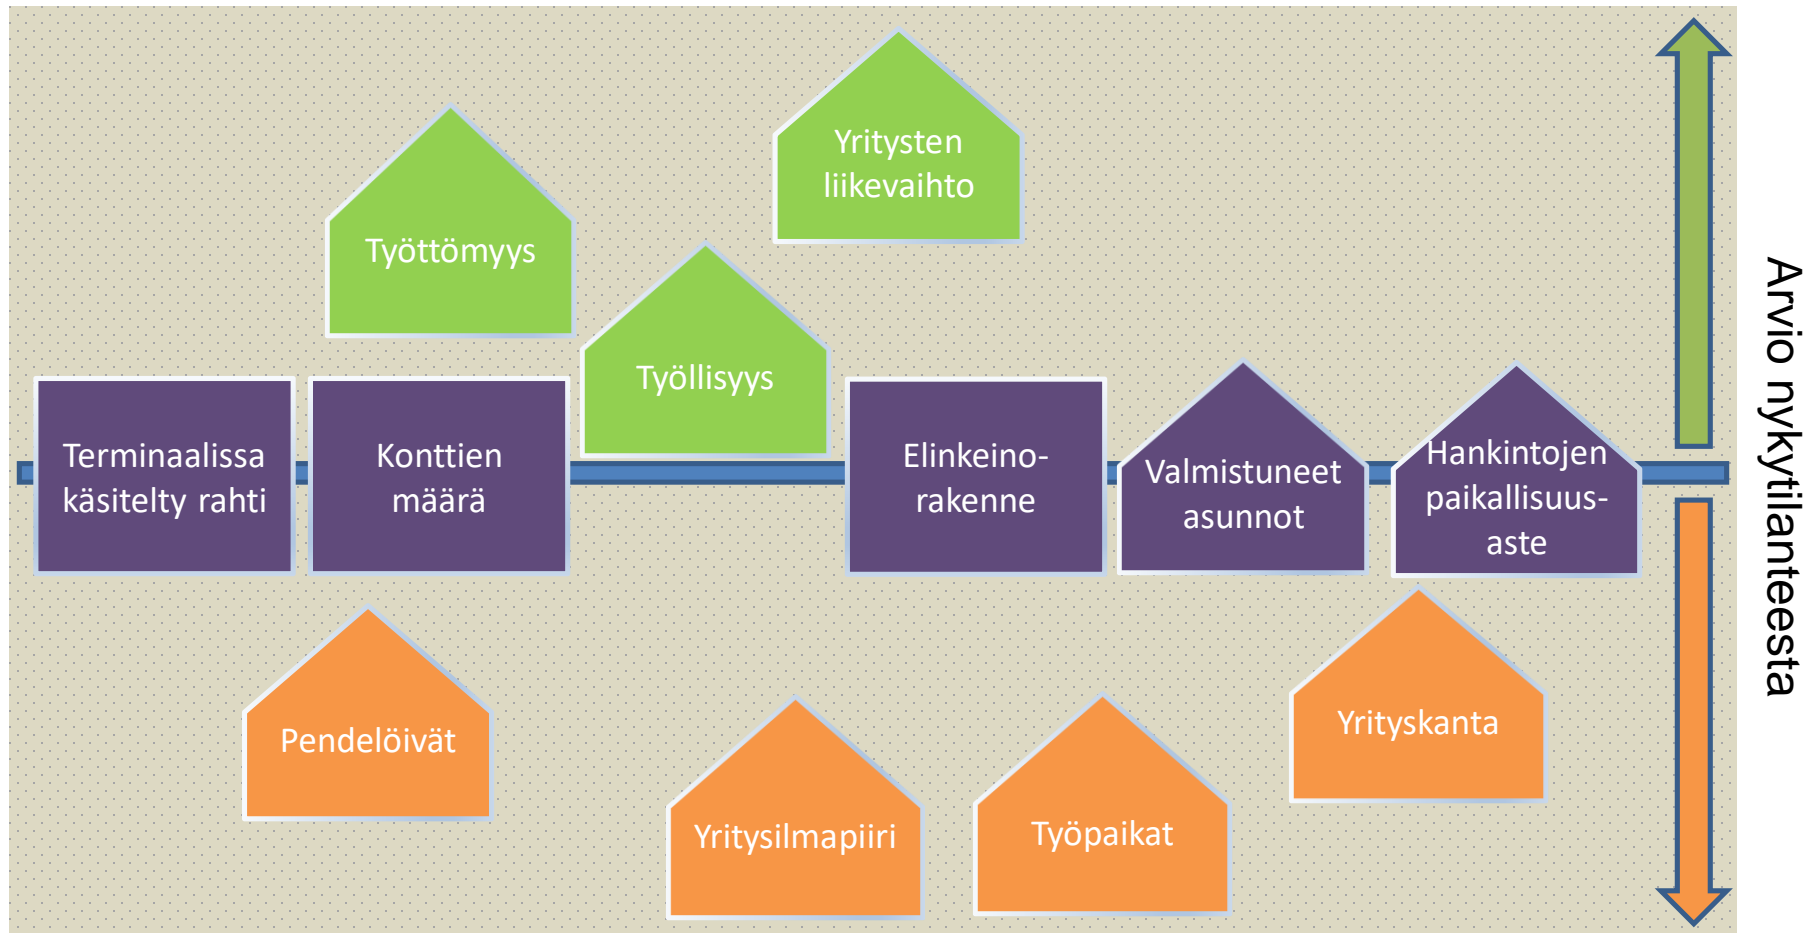 Yritysten
liikevaihto
Työttömyys
Työllisyys
Terminaalissa
käsitelty rahti
Konttien
määrä
Elinkeino-
rakenne
Valmistuneet
asunnot
Hankintojen
paikallisuus-
aste
Pendelöivät
Yritysilmapiiri
Työpaikat
Yrityskanta
Arvio nykytilanteesta